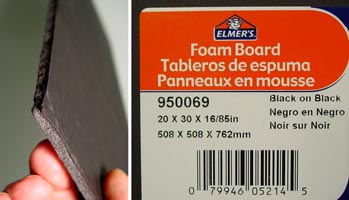 ELMER'S
Foam Board
Tableros de espuma
Panneaux en mousse
950069
Black on Black
20 X 30 X 16/85in
Negro en Negro
508 X 508 X 762mm
Noir sur Noir
0 79946 05214 5